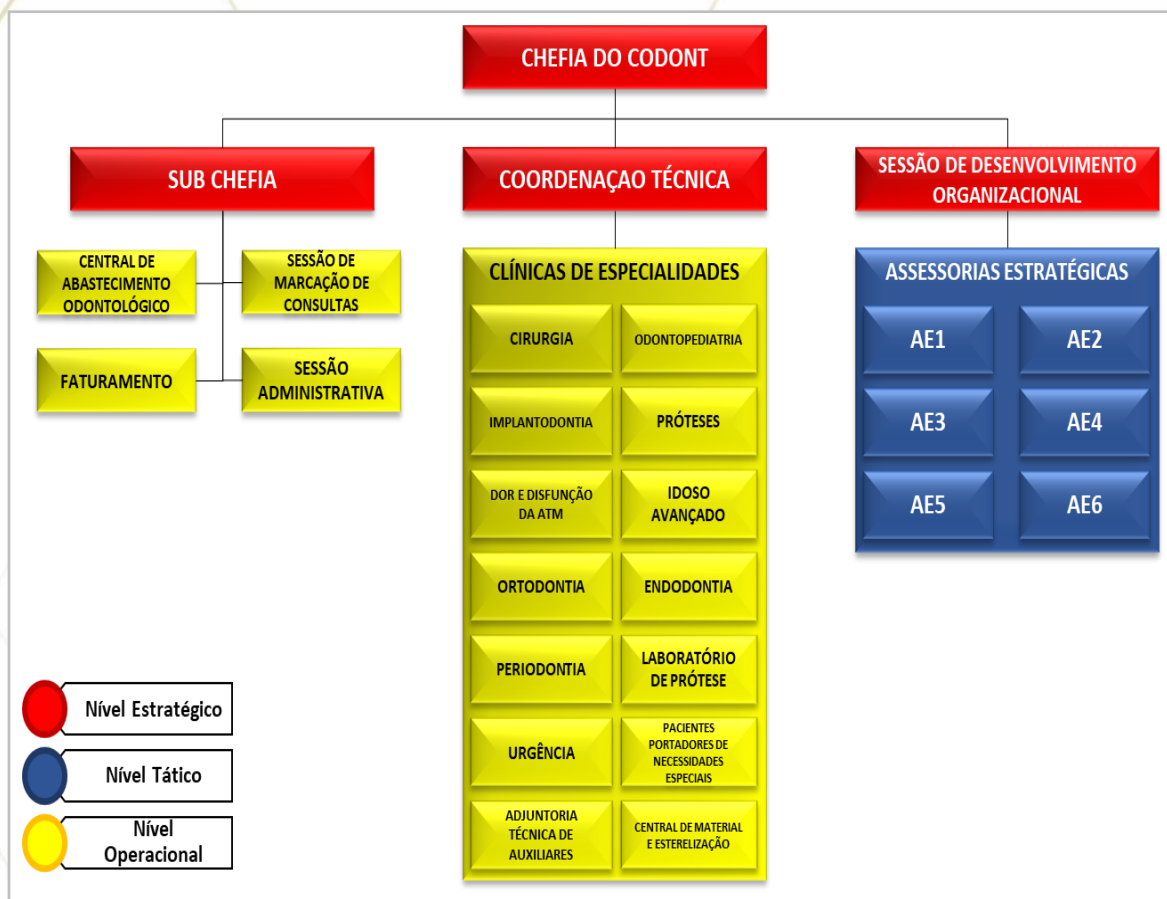 CHEFIA DO CODONT
SUB CHEFIA
COORDENAÇAO TÉCNICA
SESSÃO DE DESENVOLVIMENTO
ORGANIZACIONAL
CENTRAL DE
ABASTECIMENTO
ODONTOLÓGICO
SESSÃO DE
MARCAÇÃO DE
CONSULTAS
FATURAMENTO
SESSÃO
ADMINISTRATIVA
CLÍNICAS DE ESPECIALIDADES
CIRURGIA
ODONTOPEDIATRIA
IMPLANTODONTIA
PRÓTESES
DOR E DISFUNÇÃO
DA ATM
IDOSO
AVANÇADO
ORTODONTIA
ENDODONTIA
PERIODONTIA
LABORATÓRIO
DE PRÓTESE
URGÊNCIA
PACIENTES
PORTADORES DE
NECESSIDADES
ESPECIAIS
ADJUNTORIA
TÉCNICA DE
AUXILIARES
CENTRAL DE MATERIAL
E ESTERELIZAÇÃO
ASSESSORIAS ESTRATÉGICAS
AE1
AE2
AE3
AE4
AE5
AE6
Nível Estratégico
Nível Tático
Nível
Operacional